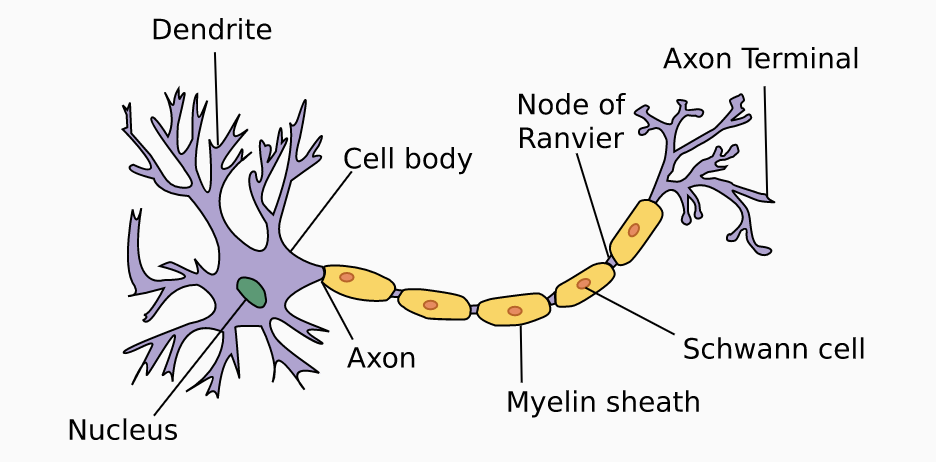 Dendrite
Axon Terminal
Node of
Ranvier
Cell body
Axon
Schwann cell
Myelin sheath
Nucleus